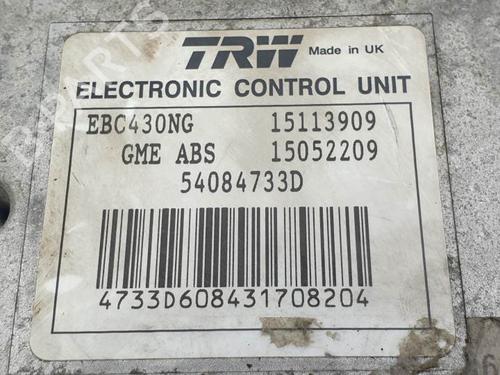 TRW Made in UK
ELECTRONIC CONTROL UNIT
EBC430NG 15113909
GME ABS 15052209
54084733D
4733D608431708204